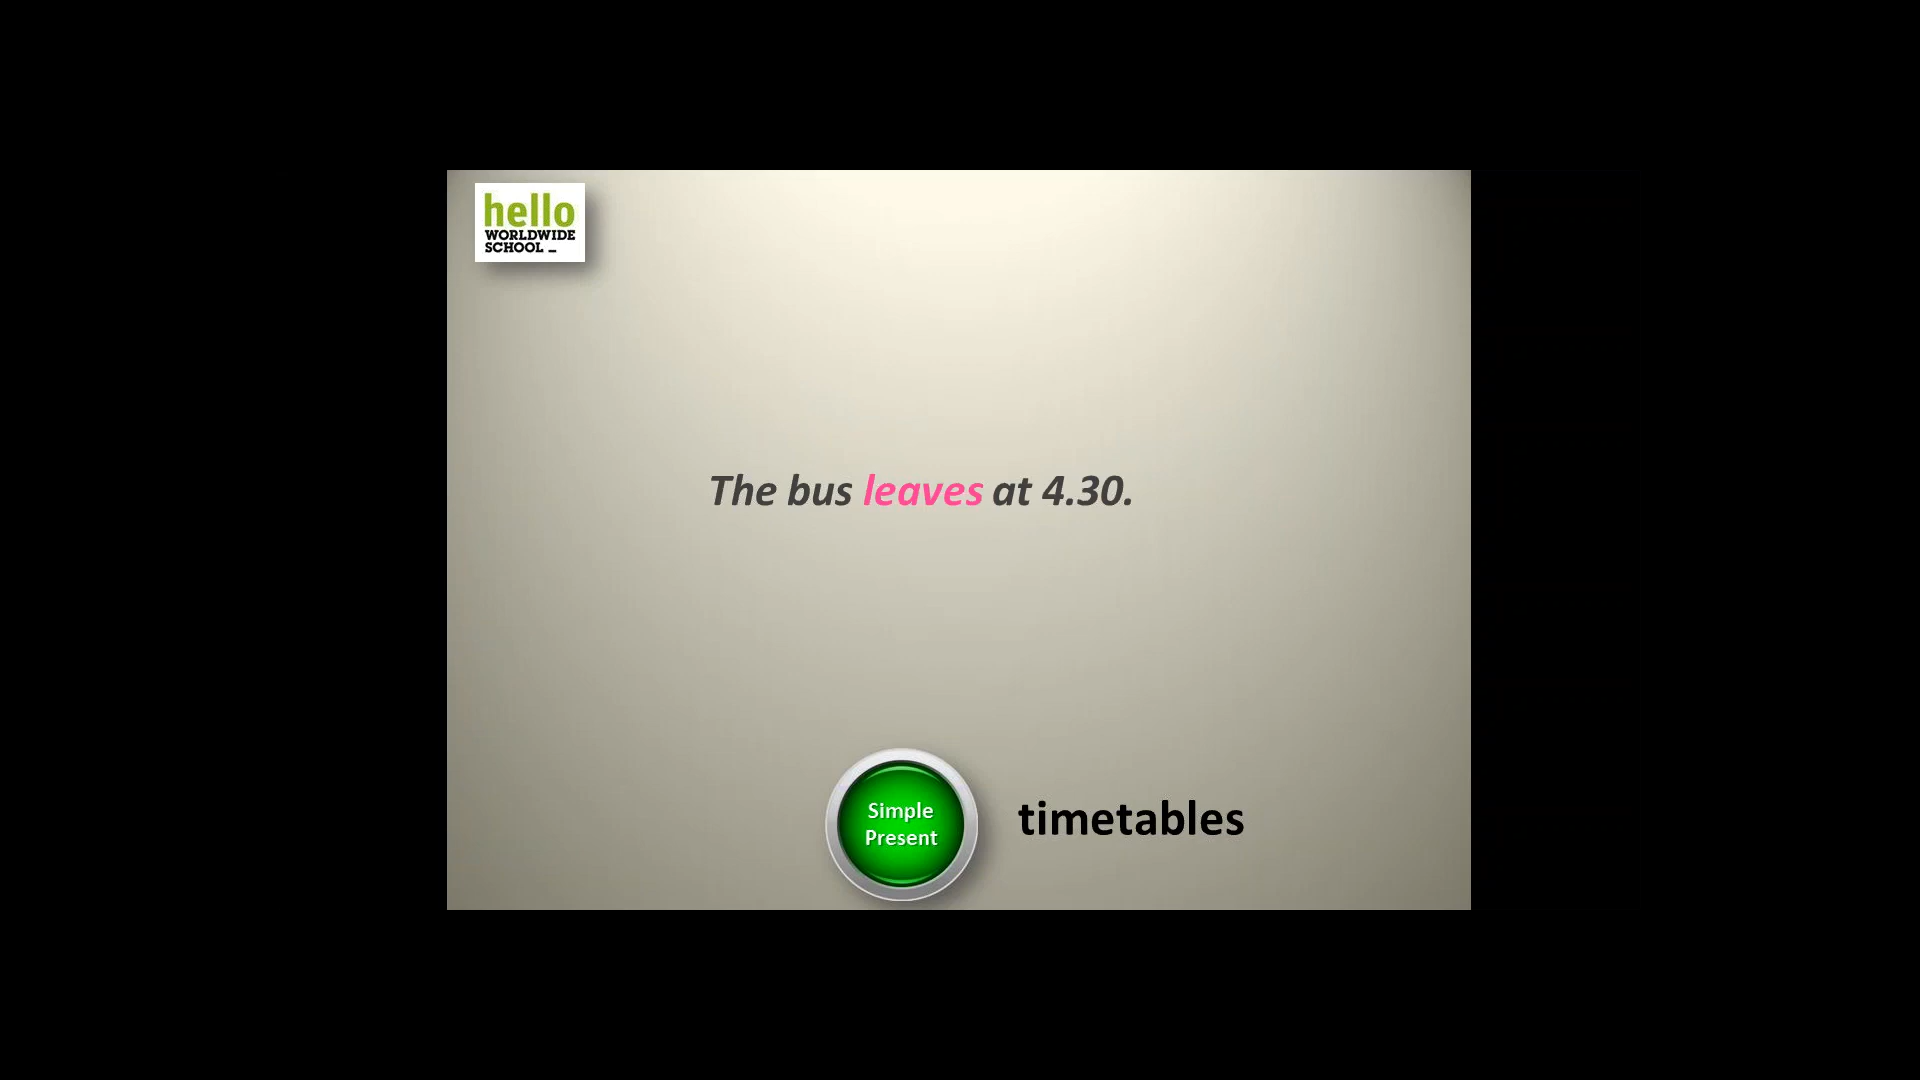 hello
WORLDWIDE
SCHOOL _
The bus leaves at 4.30.
Simple
Present
timetables